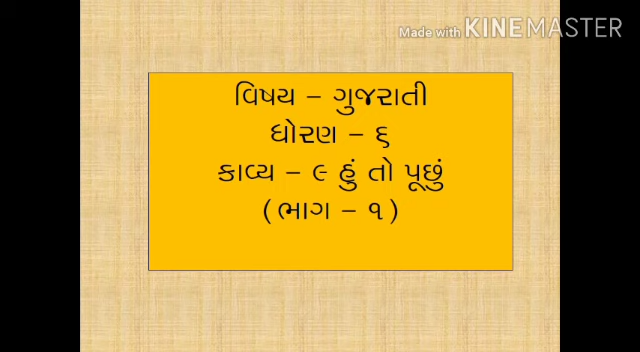 Made with KINEMASTER
વિષય – ગુજરાતી
ધોરણ – ૬
કાવ્ય – ૯ હું તો પૂછું
(ભાગ – ૧)